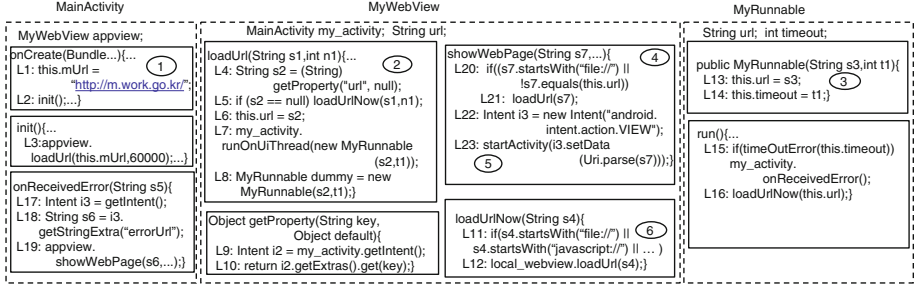 MainActivity
MyWebView appview;
onCreate(Bundle...){...
1
L1: this.mUrl =
"http://m.work.go.kr/";
L2: init();...}
init(){...
L3:appview.
loadUrl(this.mUrl,60000);...}
onReceivedError(String s5){
L17: Intent i3 = getIntent();
L18: String s6 = i3.
getStringExtra("errorUrl");
L19: appview.
showWebPage(s6,...);}
MyWebView
MainActivity my_activity; String url;
loadUrl(String s1,int n1){...
2
L4: String s2 = (String)
getProperty("url", null);
L5: if (s2 == null) loadUrlNow(s1,n1);
L6: this.url = s2;
L7: my_activity.
runOnUiThread(new MyRunnable
(s2,t1));
L8: MyRunnable dummy = new
MyRunnable(s2,t1);}
Object getProperty(String key,
Object default){
L9: Intent i2 = my_activity.getIntent();
L10: return i2.getExtras().get(key);}
showWebPage(String s7,...){
4
L20: if((s7.startsWith("file://") ||
!s7.equals(this.url))
L21: loadUrl(s7);
L22: Intent i3 = new Intent("android.
intent.action.VIEW");
L23: startActivity(i3.setData
5
(Uri.parse(s7)));}
loadUrlNow(String s4){
6
L11: if(s4.startsWith("file://") ||
s4.startsWith("javascript://") || ... )
L12: local_webview.loadUrl(s4);}
MyRunnable
String url; int timeout;
public MyRunnable(String s3,int t1){
L13: this.url = s3;
3
L14: this.timeout = t1;}
run(){...
L15: if(timeOutError(this.timeout))
my_activity.
onReceivedError();
L16: loadUrlNow(this.url);}